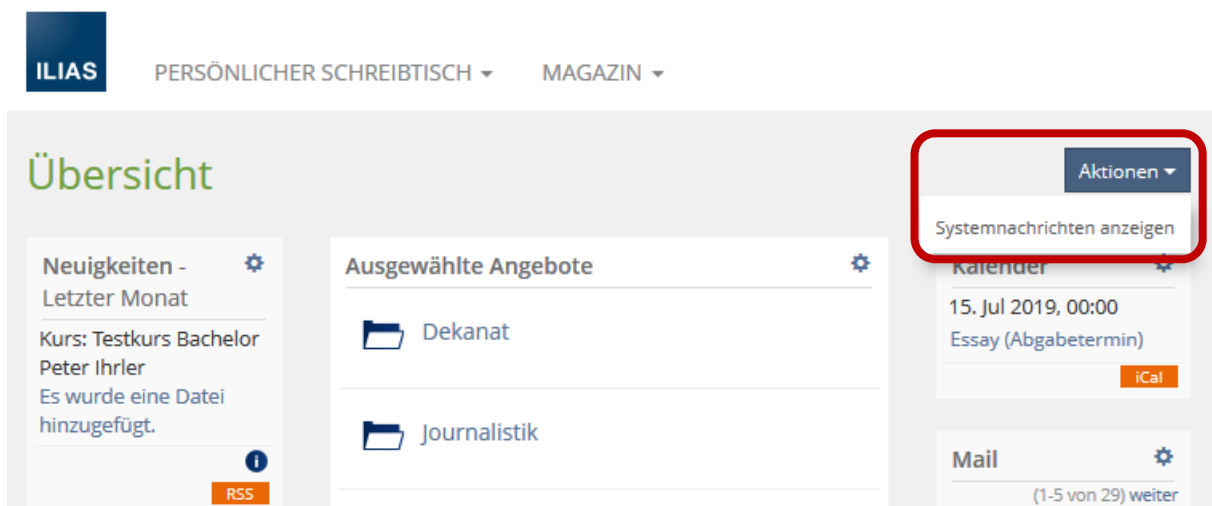 ILIAS
PERSÖNLICHER SCHREIBTISCH
MAGAZIN
Übersicht
Aktionen
Systemnachrichten anzeigen
Neuigkeiten -
Letzter Monat
Kurs: Testkurs Bachelor
Peter Ihrler
Es wurde eine Datei
hinzugefügt.
RSS
Ausgewählte Angebote
Dekanat
Journalistik
Kalender
15. Jul 2019, 00:00
Essay (Abgabetermin)
iCal
Mail
(1-5 von 29) weiter